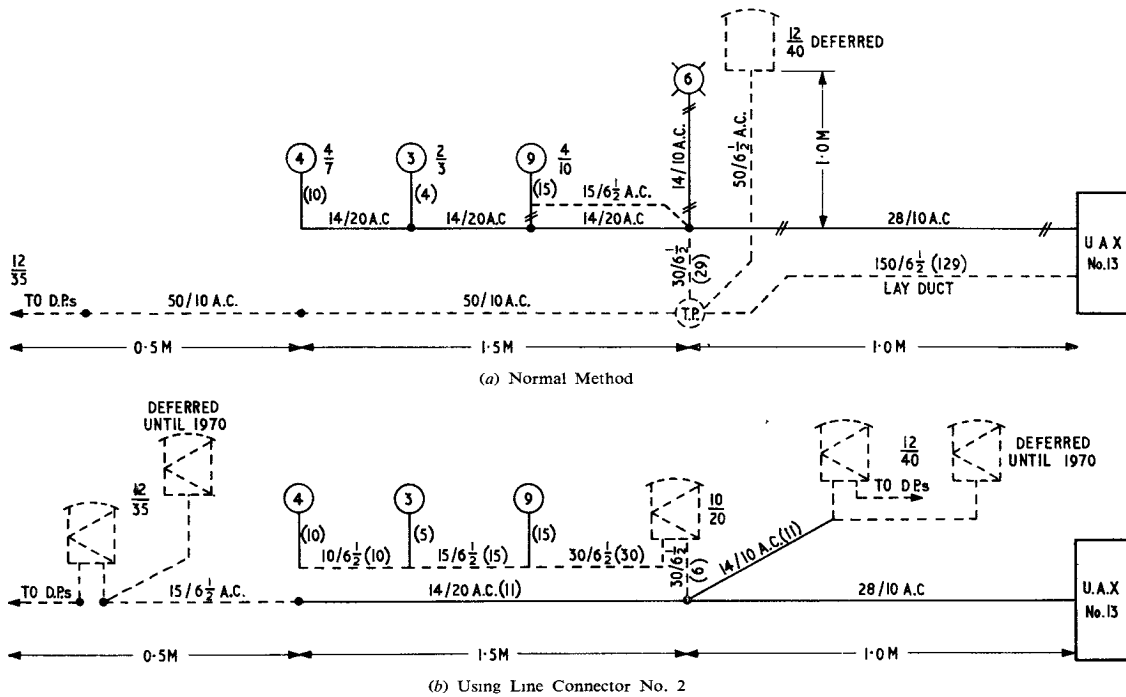 12/40 DEFERRED
6
14/10 A.C.
50/6½ A.C.
1·0M
4 4/7
3 2/3
9 4/10
(10)
(4)
(15)
15/6½ A.C.
14/20 A.C
14/20 A.C
14/20 A.C
28/10 A.C
U A X
No.13
30/6½
(29)
150/6½ (129)
LAY DUCT
12/35
TO D.P.s
50/10 A.C.
50/10 A.C.
T.P.
0·5M
1·5M
1·0M
(a) Normal Method
DEFERRED
UNTIL 1970
12/35
4
3
9
10/20
12/40
DEFERRED
UNTIL 1970
TO D.P.s
(10)
(5)
(15)
10/6½ (10)
15/6½ (15)
30/6½ (30)
30/6½
(6)
14/10 A.C.(11)
TO D.P.s
15/6½ A.C.
14/20 A.C.(11)
28/10 A.C
U.A.X
No.13
0·5M
1·5M
1·0M
(b) Using Line Connector No. 2